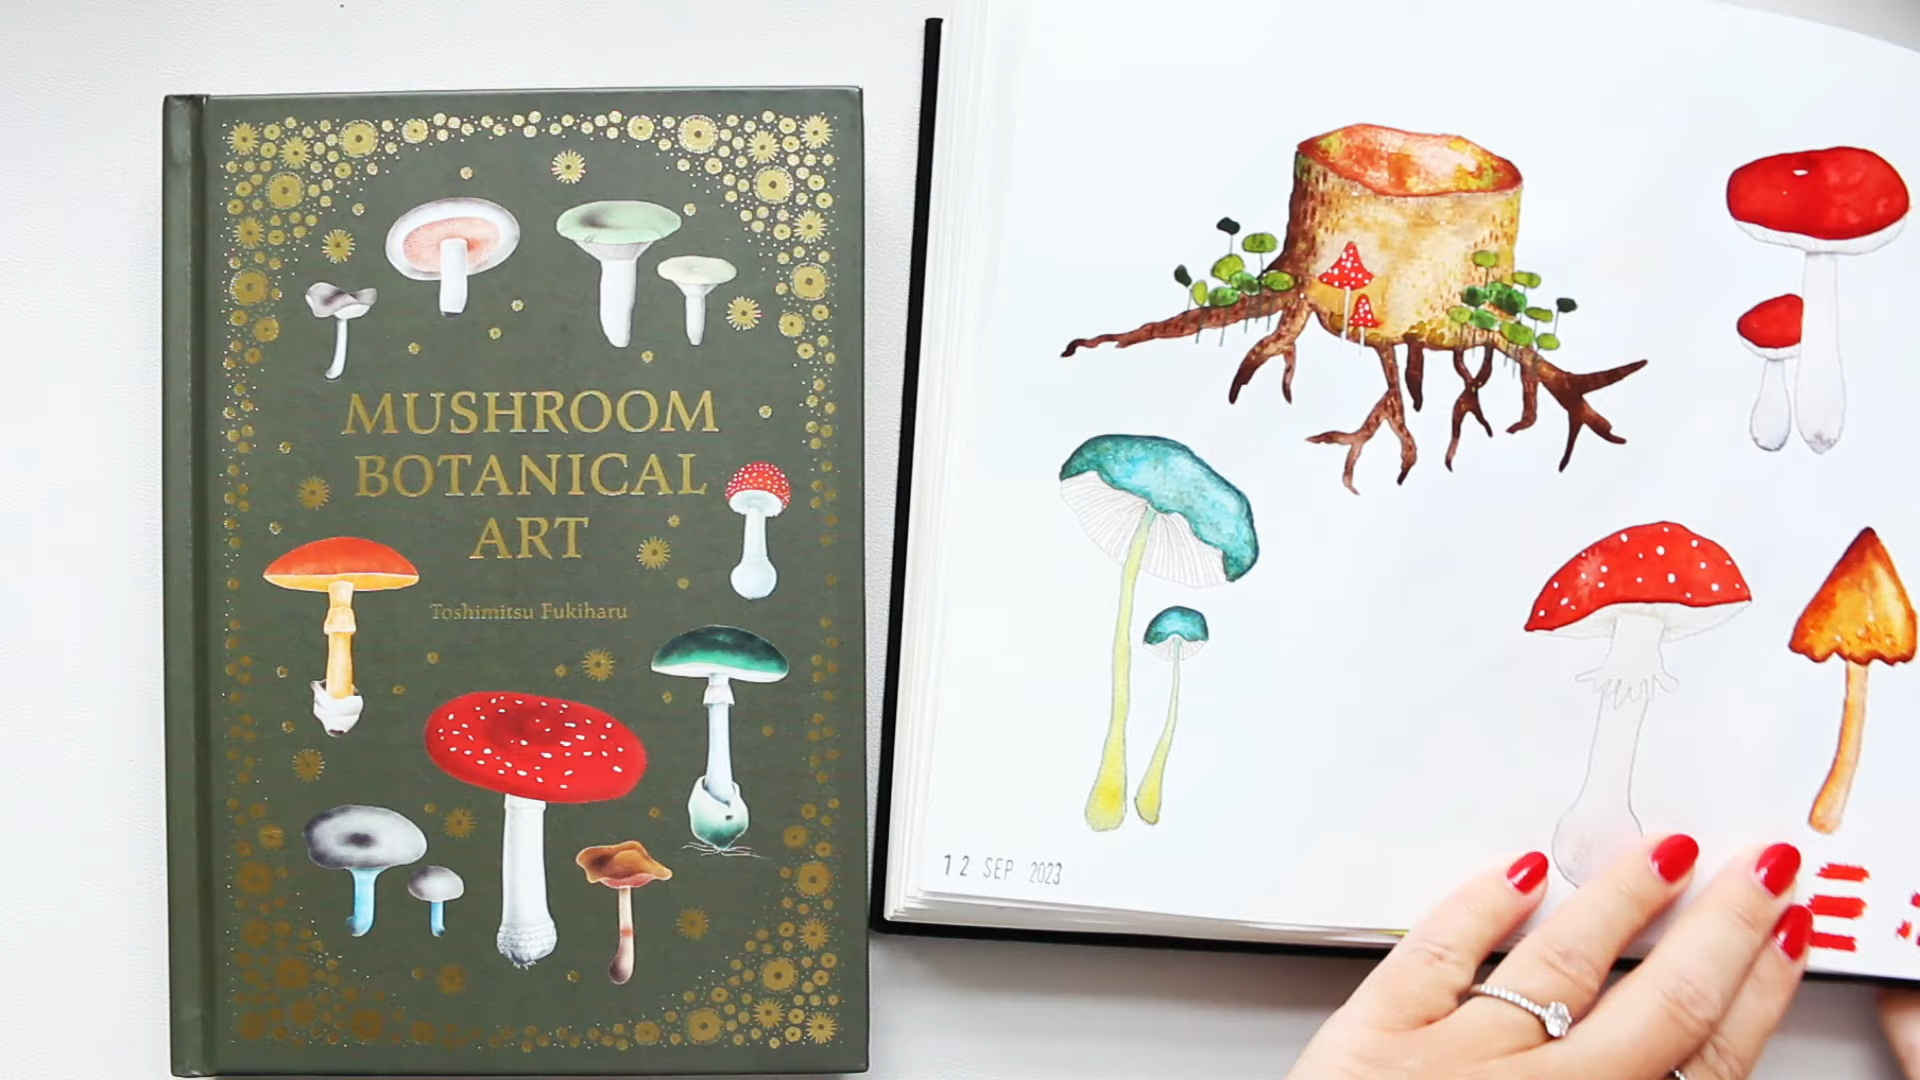 MUSHROOM
BOTANICAL
ART
Toshimitsu Fukiharu
12 SEP 2023